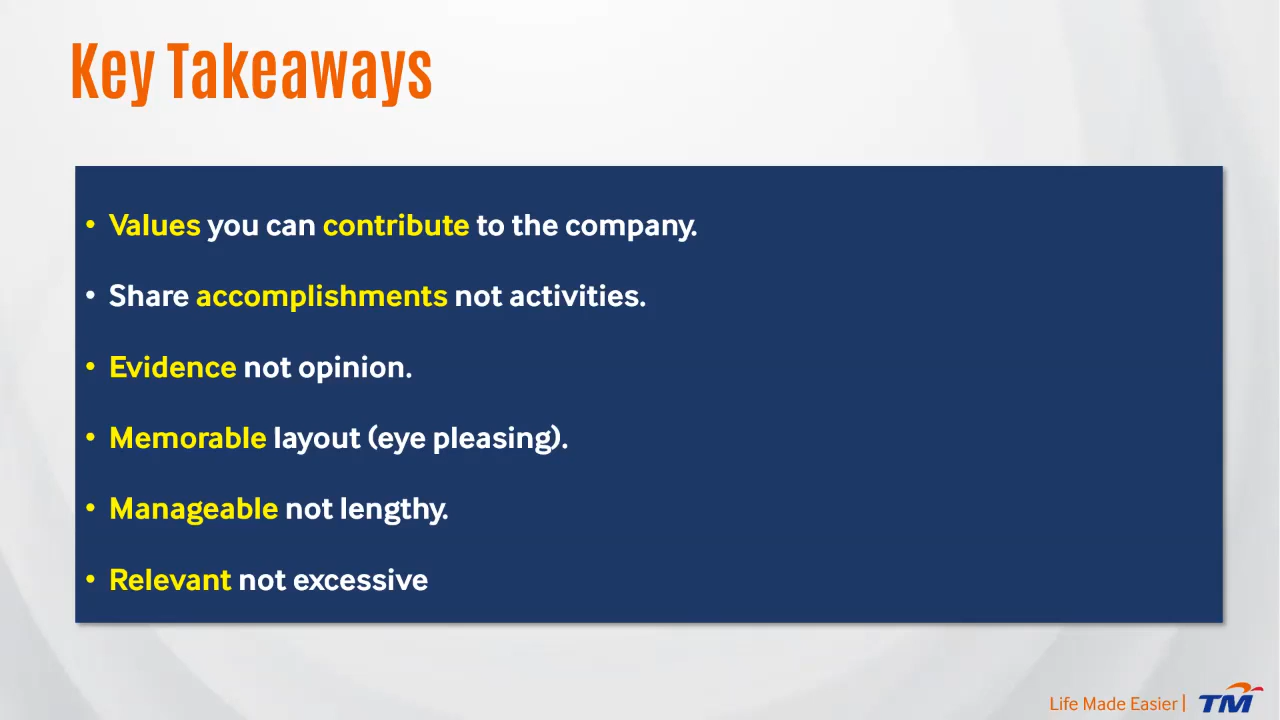 Key Takeaways
• Values you can contribute to the company.
• Share accomplishments not activities.
• Evidence not opinion.
• Memorable layout (eye pleasing).
• Manageable not lengthy.
• Relevant not excessive
Life Made Easier | TM